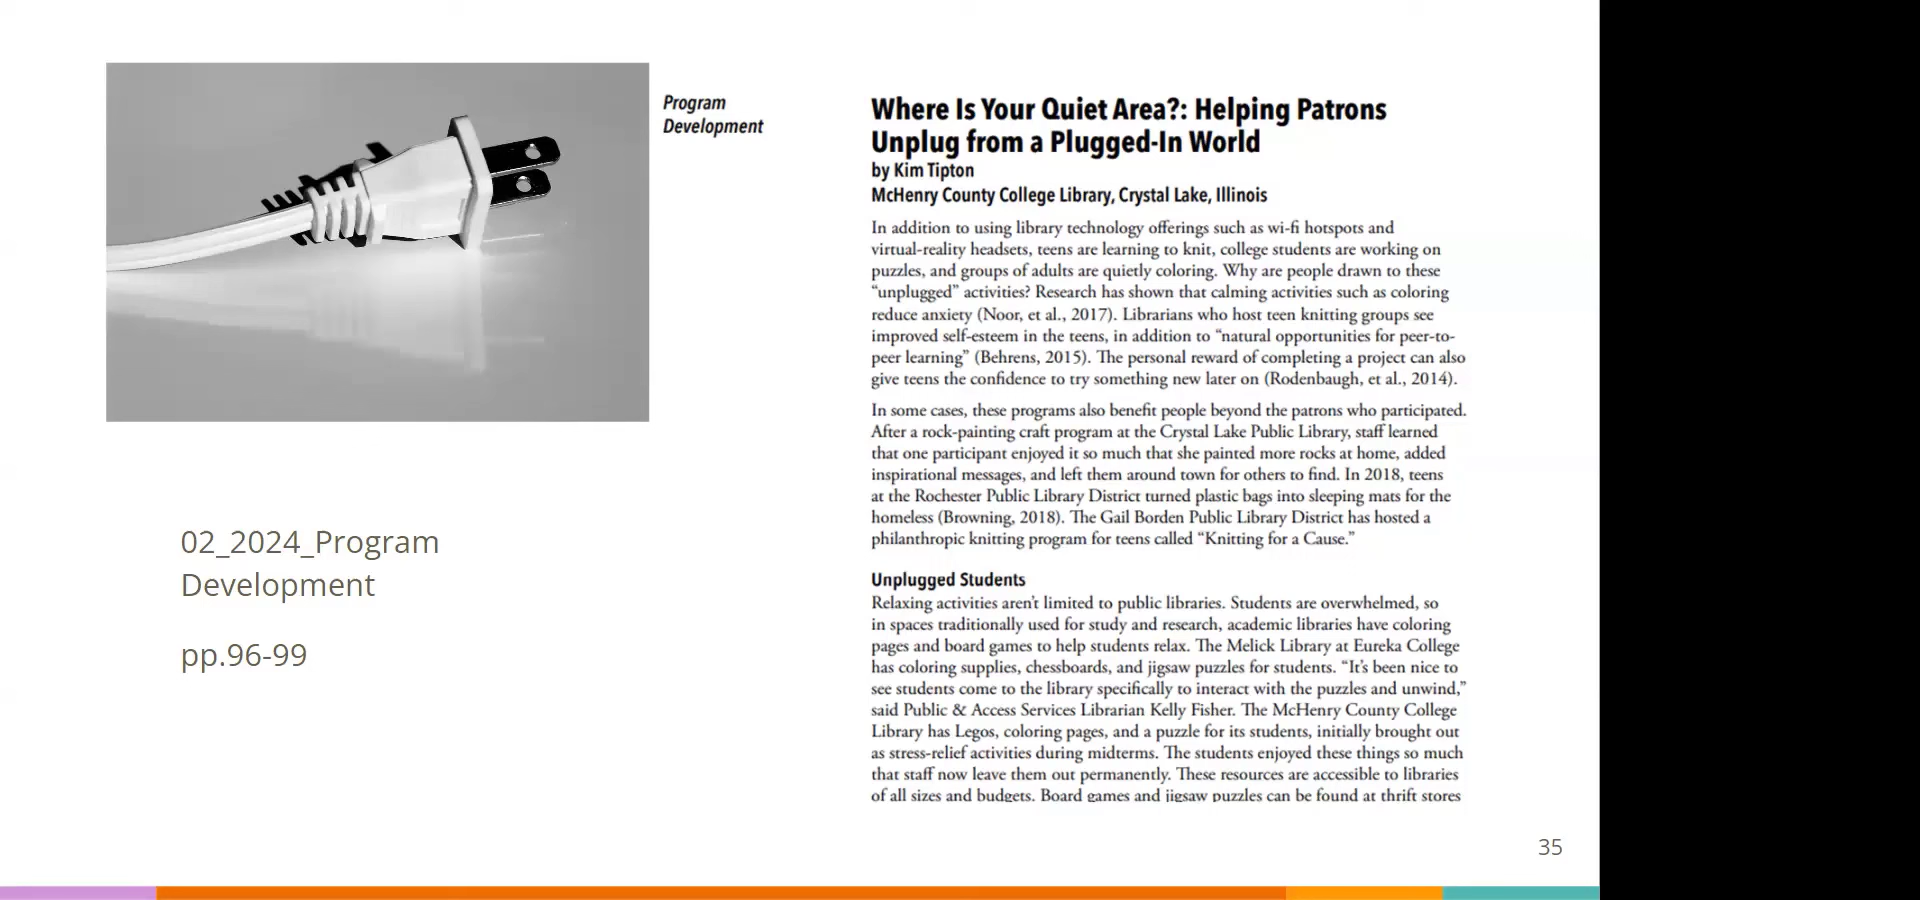 Program
Development
Where Is Your Quiet Area?: Helping Patrons
Unplug from a Plugged-In World
by Kim Tipton
McHenry County College Library, Crystal Lake, Illinois
In addition to using library technology offerings such as wi-fi hotspots and
virtual-reality headsets, teens are learning to knit, college students are working on
puzzles, and groups of adults are quietly coloring. Why are people drawn to these
“unplugged” activities? Research has shown that calming activities such as coloring
reduce anxiety (Noor, et al., 2017). Librarians who host teen knitting groups see
improved self-esteem in the teens, in addition to “natural opportunities for peer-to-
peer learning” (Behrens, 2015). The personal reward of completing a project can also
give teens the confidence to try something new later on (Rodenbaugh, et al., 2014).
In some cases, these programs also benefit people beyond the patrons who participated.
After a rock-painting craft program at the Crystal Lake Public Library, staff learned
that one participant enjoyed it so much that she painted more rocks at home, added
inspirational messages, and left them around town for others to find. In 2018, teens
at the Rochester Public Library District turned plastic bags into sleeping mats for the
homeless (Browning, 2018). The Gail Borden Public Library District has hosted a
philanthropic knitting program for teens called “Knitting for a Cause.”
Unplugged Students
Relaxing activities aren’t limited to public libraries. Students are overwhelmed, so
in spaces traditionally used for study and research, academic libraries have coloring
pages and board games to help students relax. The Melick Library at Eureka College
has coloring supplies, chessboards, and jigsaw puzzles for students. “It’s been nice to
see students come to the library specifically to interact with the puzzles and unwind,”
said Public & Access Services Librarian Kelly Fisher. The McHenry County College
Library has Legos, coloring pages, and a puzzle for its students, initially brought out
as stress-relief activities during midterms. The students enjoyed these things so much
that staff now leave them out permanently. These resources are accessible to libraries
of all sizes and budgets. Board games and jigsaw puzzles can be found at thrift stores
02_2024_Program
Development
pp.96-99
35